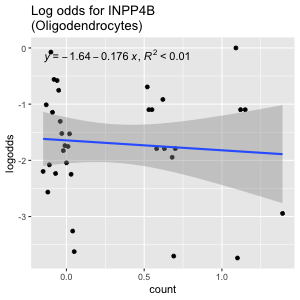 Log odds for INPP4B
(Oligodendrocytes)
y = −1.64 − 0.176 x, R² < 0.01
0
-1
-2
-3
logodds
0.0 0.5 1.0
count